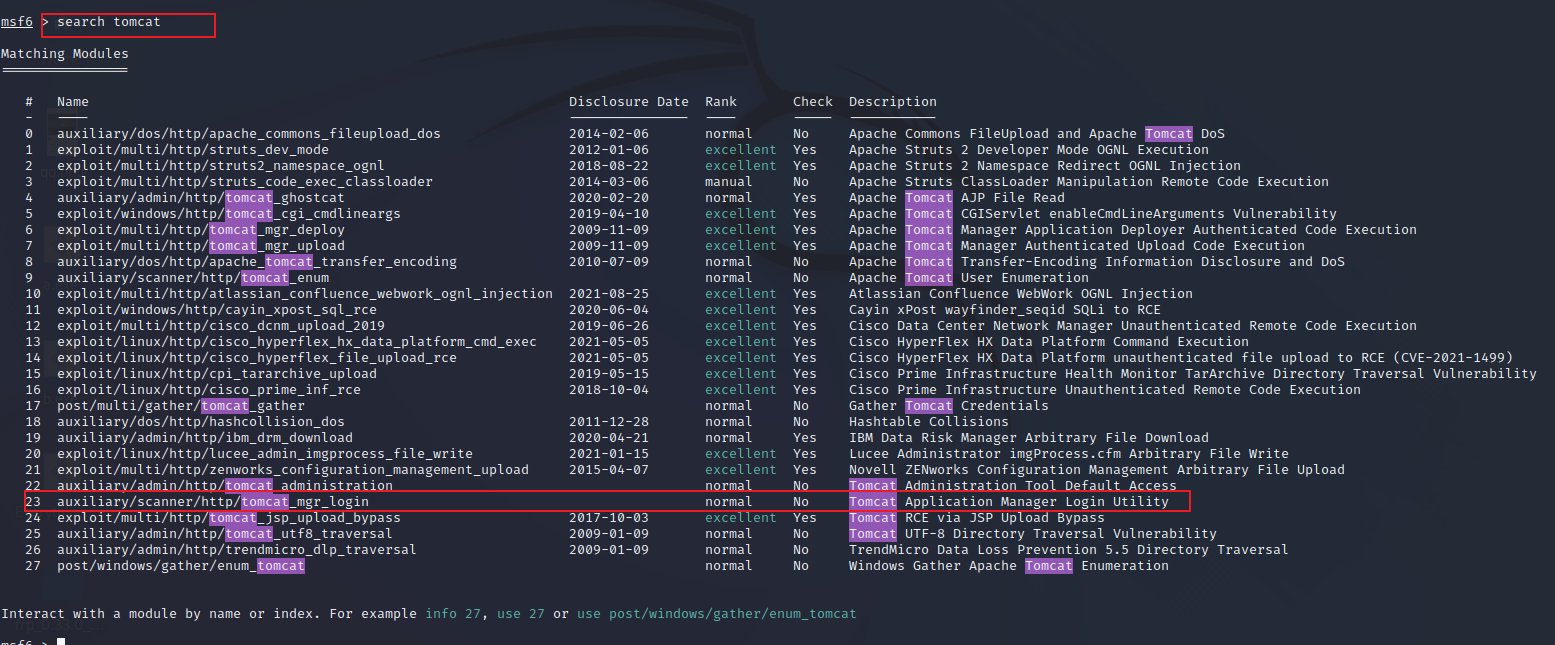 msf6 > search tomcat
Matching Modules
================
# Name Disclosure Date Rank Check Description
- ---- --------------- ---- ----- -----------
0 auxiliary/dos/http/apache_commons_fileupload_dos 2014-02-06 normal No Apache Commons FileUpload and Apache Tomcat DoS
1 exploit/multi/http/struts_dev_mode 2012-01-06 excellent Yes Apache Struts 2 Developer Mode OGNL Execution
2 exploit/multi/http/struts2_namespace_ognl 2018-08-22 excellent Yes Apache Struts 2 Namespace Redirect OGNL Injection
3 exploit/multi/http/struts_code_exec_classloader 2014-03-06 manual No Apache Struts ClassLoader Manipulation Remote Code Execution
4 auxiliary/admin/http/tomcat_ghostcat 2020-02-20 normal Yes Apache Tomcat AJP File Read
5 exploit/windows/http/tomcat_cgi_cmdlineargs 2019-04-10 excellent Yes Apache Tomcat CGIServlet enableCmdLineArguments Vulnerability
6 exploit/multi/http/tomcat_mgr_deploy 2009-11-09 excellent Yes Apache Tomcat Manager Application Deployer Authenticated Code Execution
7 exploit/multi/http/tomcat_mgr_upload 2009-11-09 excellent Yes Apache Tomcat Manager Authenticated Upload Code Execution
8 auxiliary/dos/http/apache_tomcat_transfer_encoding 2010-07-09 normal No Apache Tomcat Transfer-Encoding Information Disclosure and DoS
9 auxiliary/scanner/http/tomcat_enum normal No Apache Tomcat User Enumeration
10 exploit/multi/http/atlassian_confluence_webwork_ognl_injection 2021-08-25 excellent Yes Atlassian Confluence WebWork OGNL Injection
11 exploit/windows/http/cayin_xpost_sql_rce 2020-06-04 excellent Yes Cayin xPost wayfinder_seqid SQLi to RCE
12 exploit/multi/http/cisco_dcnm_upload_2019 2019-06-26 excellent Yes Cisco Data Center Network Manager Unauthenticated Remote Code Execution
13 exploit/linux/http/cisco_hyperflex_hx_data_platform_cmd_exec 2021-05-05 excellent Yes Cisco HyperFlex HX Data Platform Command Execution
14 exploit/linux/http/cisco_hyperflex_file_upload_rce 2021-05-05 excellent Yes Cisco HyperFlex HX Data Platform unauthenticated file upload to RCE (CVE-2021-1499)
15 exploit/linux/http/cpi_tararchive_upload 2019-05-15 excellent Yes Cisco Prime Infrastructure Health Monitor TarArchive Directory Traversal Vulnerability
16 exploit/linux/http/cisco_prime_inf_rce 2018-10-04 excellent Yes Cisco Prime Infrastructure Unauthenticated Remote Code Execution
17 post/multi/gather/tomcat_gather normal No Gather Tomcat Credentials
18 auxiliary/dos/http/hashcollision_dos 2011-12-28 normal No Hashtable Collisions
19 auxiliary/admin/http/ibm_drm_download 2020-04-21 normal Yes IBM Data Risk Manager Arbitrary File Download
20 exploit/linux/http/lucee_admin_imgprocess_file_write 2021-01-15 excellent Yes Lucee Administrator imgProcess.cfm Arbitrary File Write
21 exploit/multi/http/zenworks_configuration_management_upload 2015-04-07 excellent Yes Novell ZENworks Configuration Management Arbitrary File Upload
22 auxiliary/admin/http/tomcat_administration normal No Tomcat Administration Tool Default Access
23 auxiliary/scanner/http/tomcat_mgr_login normal No Tomcat Application Manager Login Utility
24 exploit/multi/http/tomcat_jsp_upload_bypass 2017-10-03 excellent Yes Tomcat RCE via JSP Upload Bypass
25 auxiliary/admin/http/tomcat_utf8_traversal 2009-01-09 normal No Tomcat UTF-8 Directory Traversal Vulnerability
26 auxiliary/admin/http/trendmicro_dlp_traversal 2009-01-09 normal No TrendMicro Data Loss Prevention 5.5 Directory Traversal
27 post/windows/gather/enum_tomcat normal No Windows Gather Apache Tomcat Enumeration
Interact with a module by name or index. For example info 27, use 27 or use post/windows/gather/enum_tomcat
msf6 >